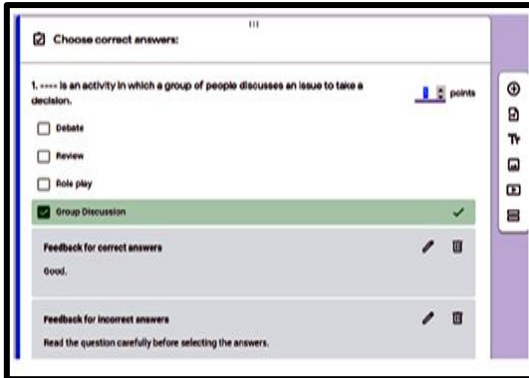 Choose correct answers:
1. ---- is an activity in which a group of people discusses an issue to take a
decision.
points
Debate
Review
Role play
Group Discussion
Feedback for correct answers
Good.
Feedback for incorrect answers
Read the question carefully before selecting the answers.